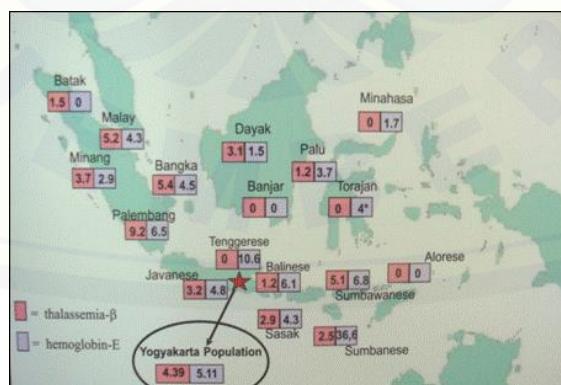 Batak
1.5 0
Malay
5.2 4.3
Minang
3.7 2.9
Bangka
5.4 4.5
Palembang
9.2 6.5
Dayak
3.1 1.5
Banjar
0 0
Minahasa
0 1.7
Palu
1.2 3.7
Torajan
0 4*
Tenggerese
0 10.6
Javanese
3.2 4.8
Balinese
1.2 6.1
5.1 6.8
Sumbawanese
Alorese
0 0
2.9 4.3
Sasak
2.5 36,6
Sumbanese
= thalassemia-β
= hemoglobin-E
Yogyakarta Population
4.39 5.11